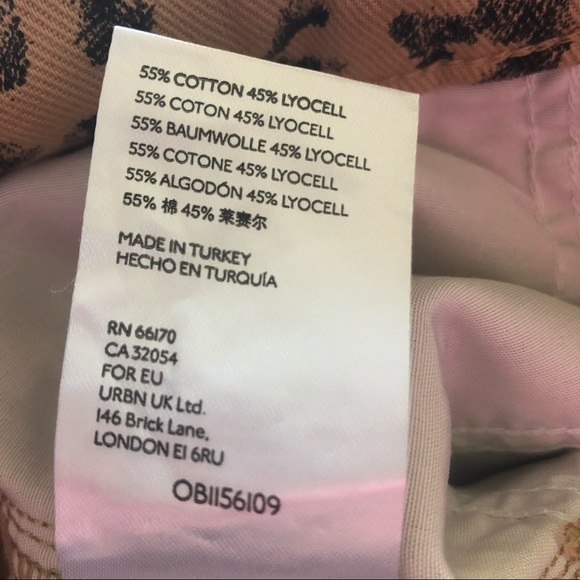 55% COTTON 45% LYOCELL
55% COTON 45% LYOCELL
55% BAUMWOLLE 45% LYOCELL
55% COTONE 45% LYOCELL
55% ALGODÓN 45% LYOCELL
55% 棉 45% 莱赛尔
MADE IN TURKEY
HECHO EN TURQUÍA
RN 66170
CA 32054
FOR EU
URBN UK Ltd.
146 Brick Lane,
LONDON E1 6RU
OB1156109